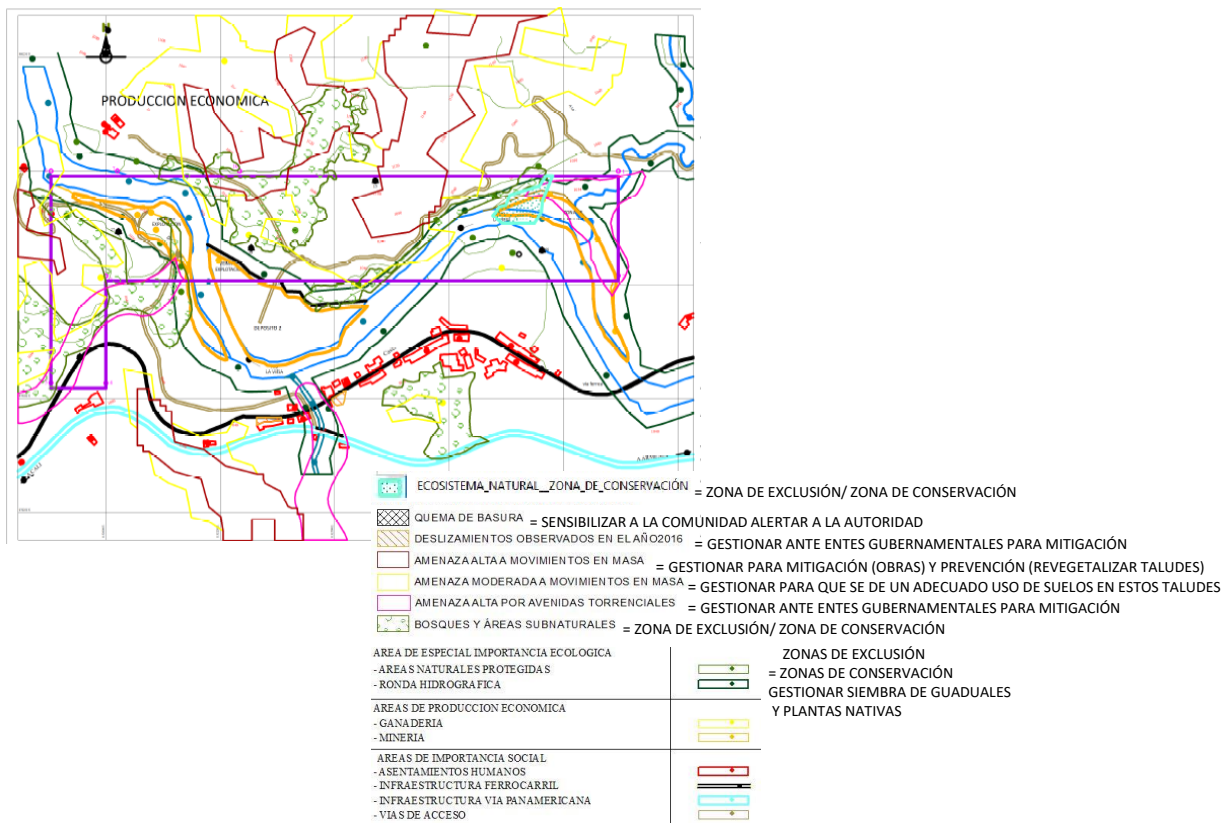 N
PRODUCCION ECONOMICA
DEPOSITO 2
LA VIÑA
Via ferrea
ECOSISTEMA_NATURAL__ZONA_DE_CONSERVACIÓN = ZONA DE EXCLUSIÓN/ ZONA DE CONSERVACIÓN
QUEMA DE BASURA = SENSIBILIZAR A LA COMUNIDAD ALERTAR A LA AUTORIDAD
DESLIZAMIENTOS OBSERVADOS EN EL AÑO2016 = GESTIONAR ANTE ENTES GUBERNAMENTALES PARA MITIGACIÓN
AMENAZA ALTA A MOVIMIENTOS EN MASA = GESTIONAR PARA MITIGACIÓN (OBRAS) Y PREVENCIÓN (REVEGETALIZAR TALUDES)
AMENAZA MODERADA A MOVIMIENTOS EN MASA = GESTIONAR PARA QUE SE DE UN ADECUADO USO DE SUELOS EN ESTOS TALUDES
AMENAZA ALTA POR AVENIDAS TORRENCIALES = GESTIONAR ANTE ENTES GUBERNAMENTALES PARA MITIGACIÓN
BOSQUES Y ÁREAS SUBNATURALES = ZONA DE EXCLUSIÓN/ ZONA DE CONSERVACIÓN
AREA DE ESPECIAL IMPORTANCIA ECOLOGICA
ZONAS DE EXCLUSIÓN
- AREAS NATURALES PROTEGIDAS
= ZONAS DE CONSERVACIÓN
- RONDA HIDROGRAFICA
GESTIONAR SIEMBRA DE GUADUALES
Y PLANTAS NATIVAS
AREAS DE PRODUCCION ECONOMICA
- GANADERIA
- MINERIA
AREAS DE IMPORTANCIA SOCIAL
- ASENTAMIENTOS HUMANOS
- INFRAESTRUCTURA FERROCARRIL
- INFRAESTRUCTURA VIA PANAMERICANA
- VIAS DE ACCESO